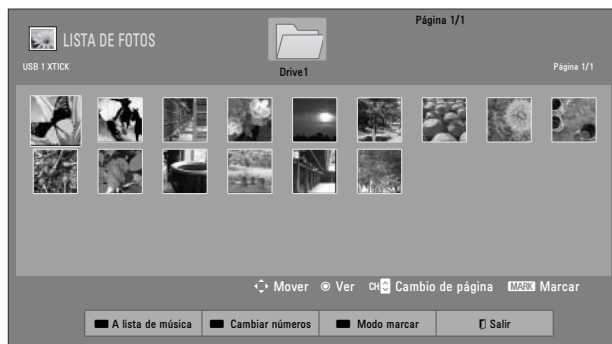 Página 1/1
LISTA DE FOTOS
USB 1 XTICK
Drive1
Página 1/1
Mover Ver CH Cambio de página MARK Marcar
A lista de música Cambiar números Modo marcar Salir